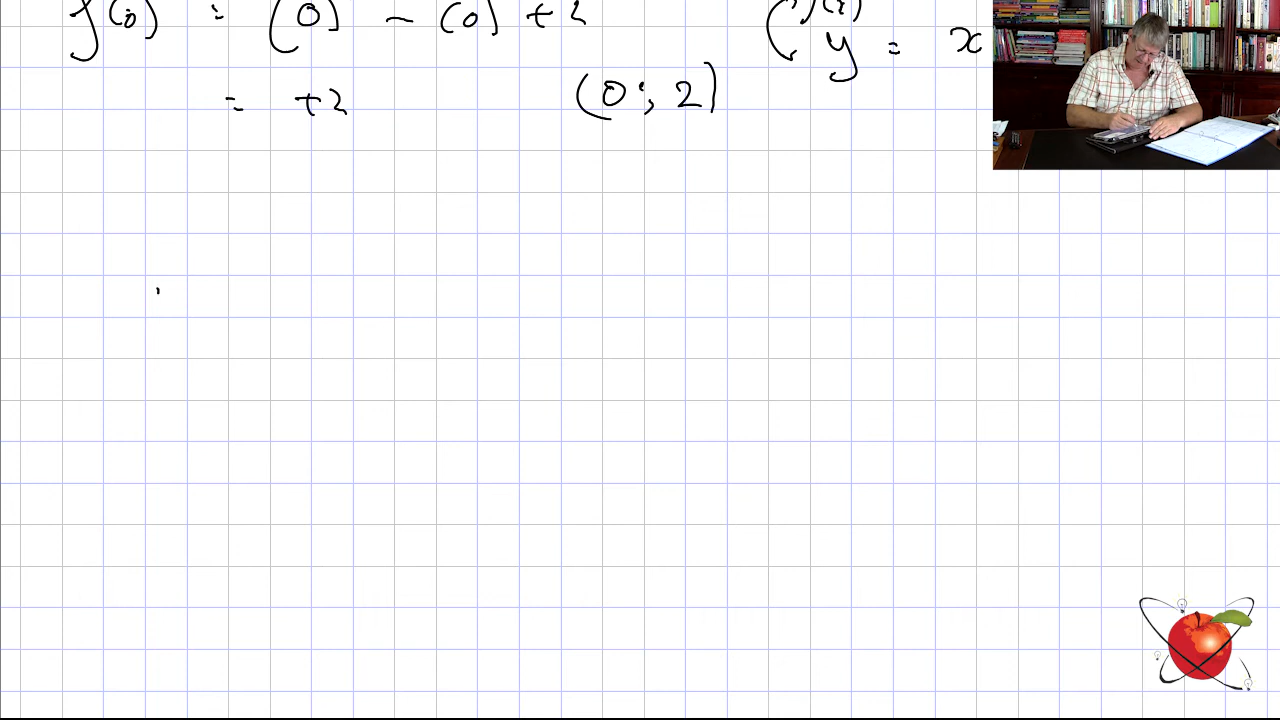 f(0) = (0) - (0) + 2
= +2 (0; 2)
y = x